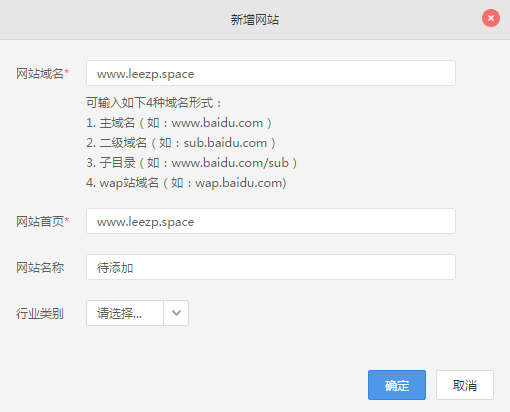 新增网站
网站域名* www.leezp.space
可输入如下4种域名形式：
1. 主域名（如：www.baidu.com ）
2. 二级域名（如：sub.baidu.com ）
3. 子目录（如：www.baidu.com/sub ）
4. wap站域名（如：wap.baidu.com)
网站首页* www.leezp.space
网站名称 待添加
行业类别 请选择...
确定 取消